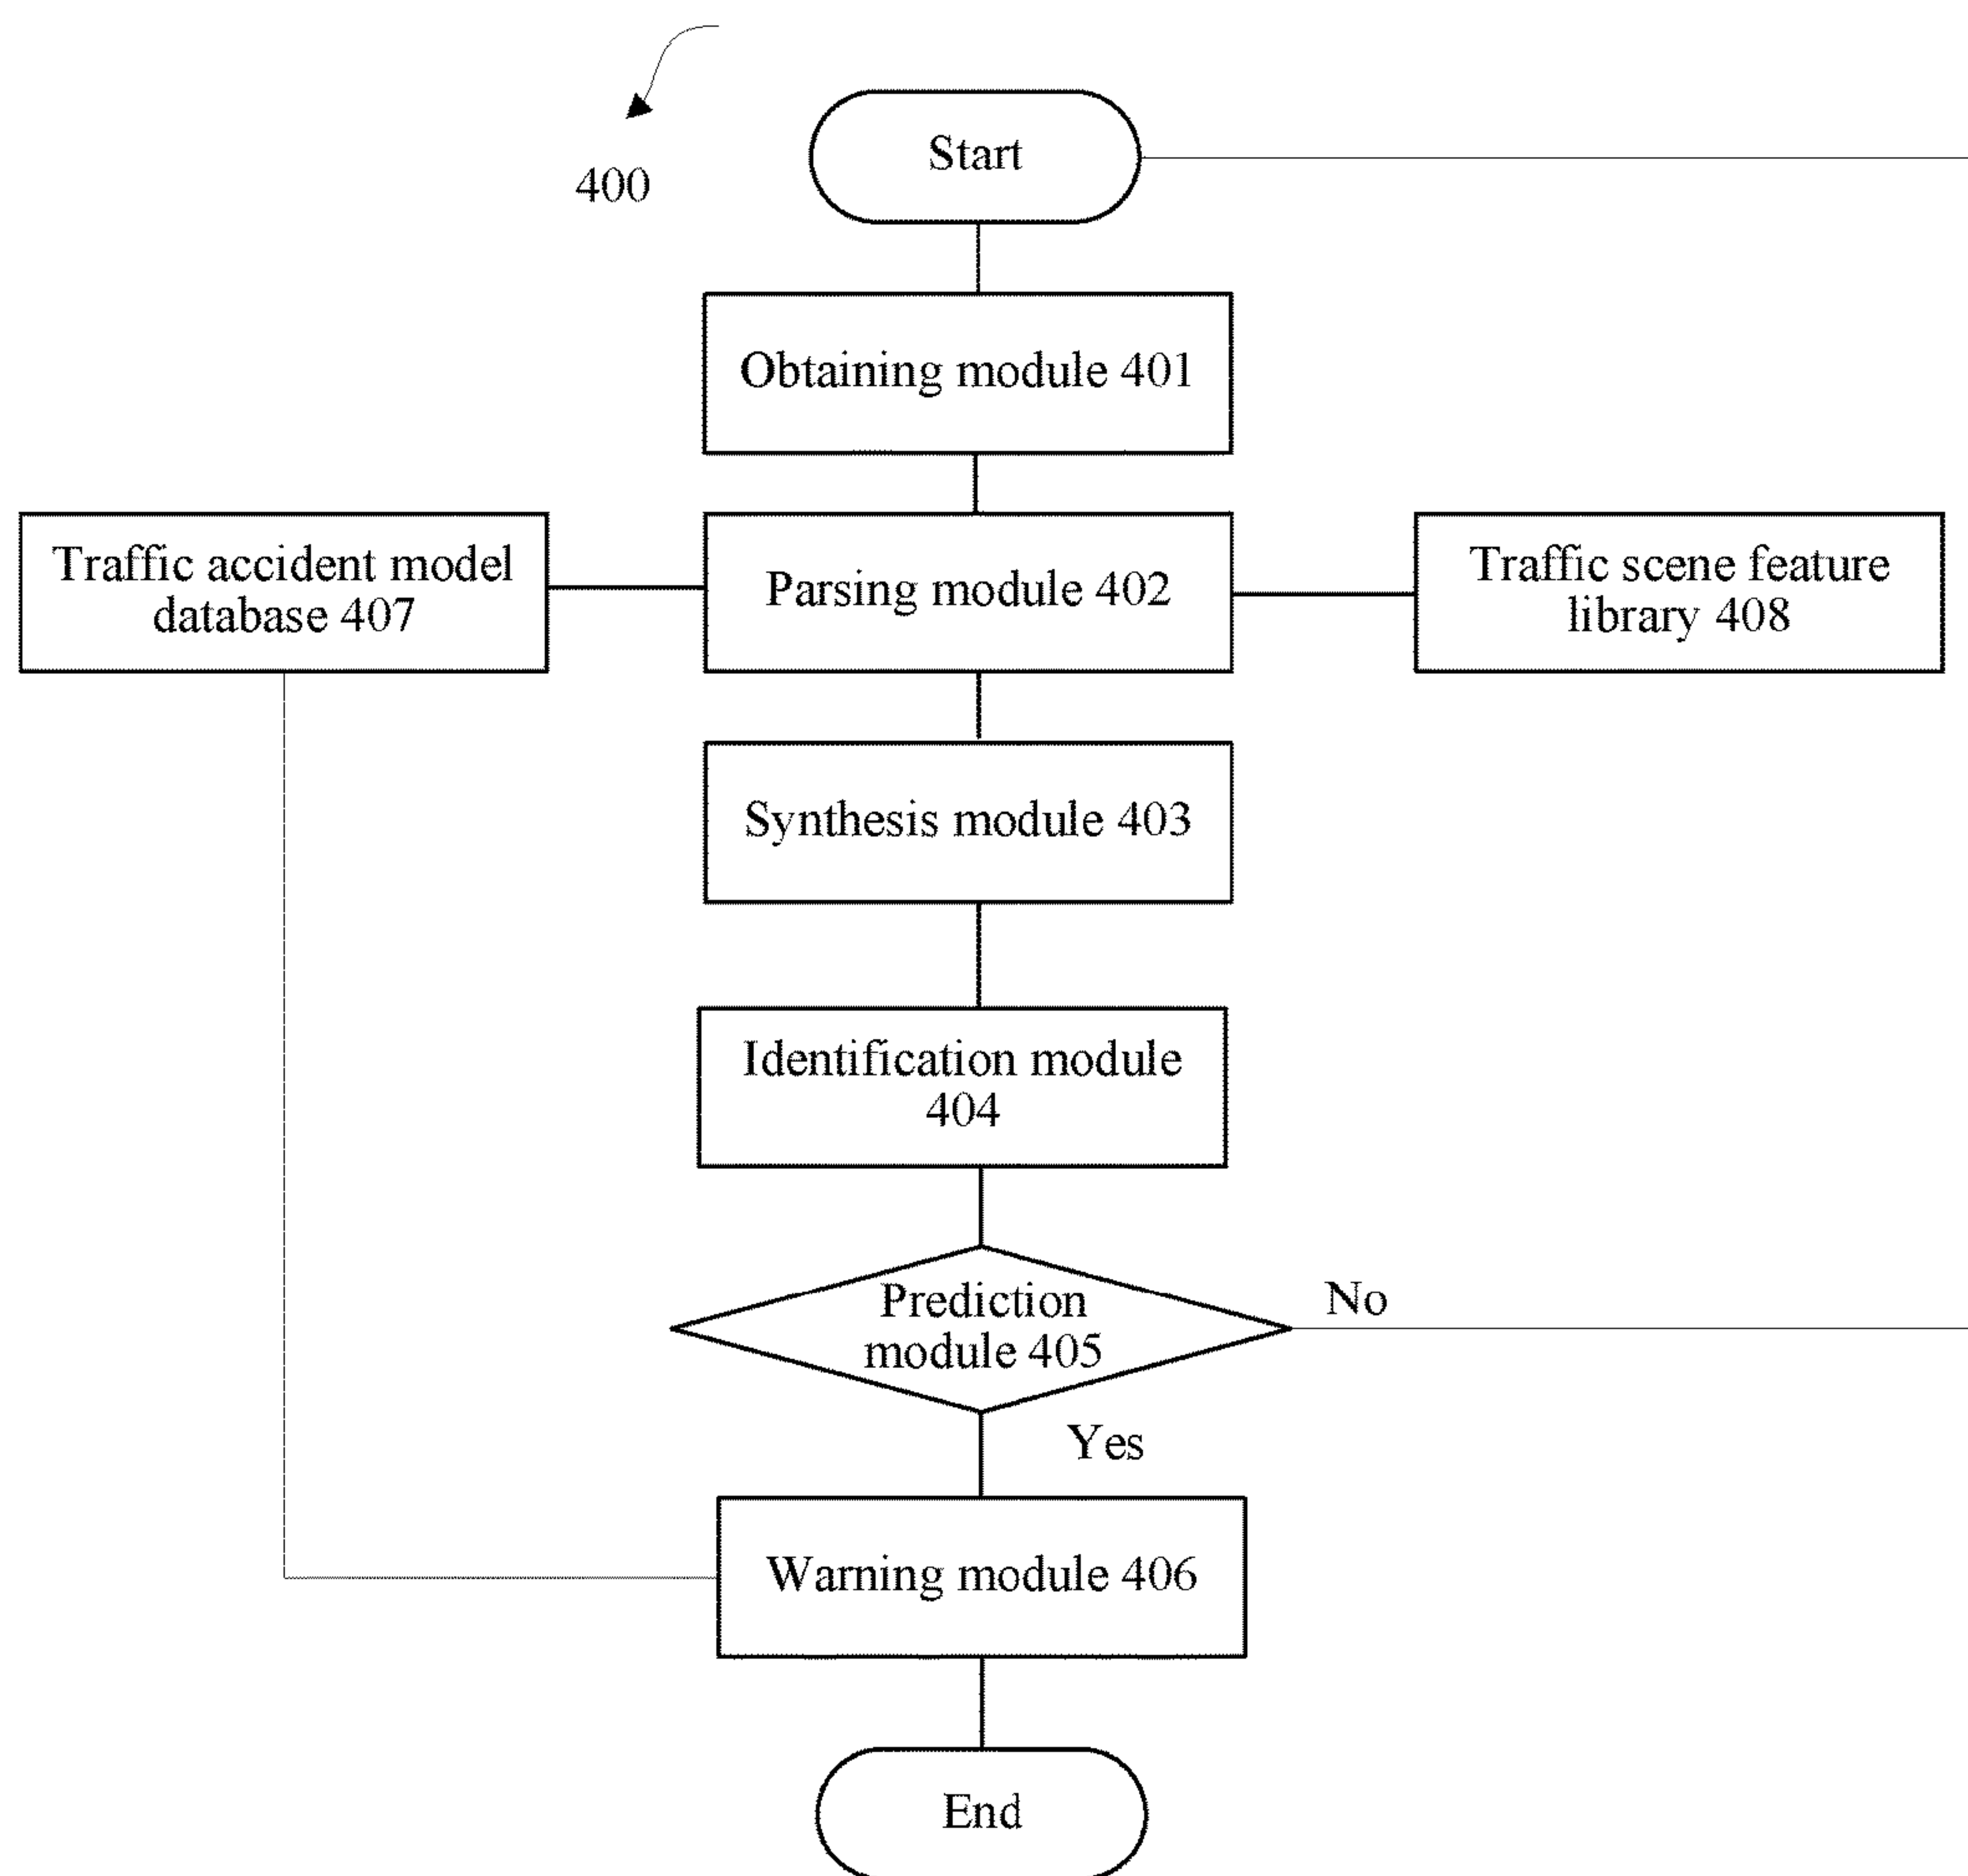 Start
400
Obtaining module 401
Traffic accident model
database 407
Parsing module 402
Traffic scene feature
library 408
Synthesis module 403
Identification module
404
Prediction
module 405
No
Yes
Warning module 406
End